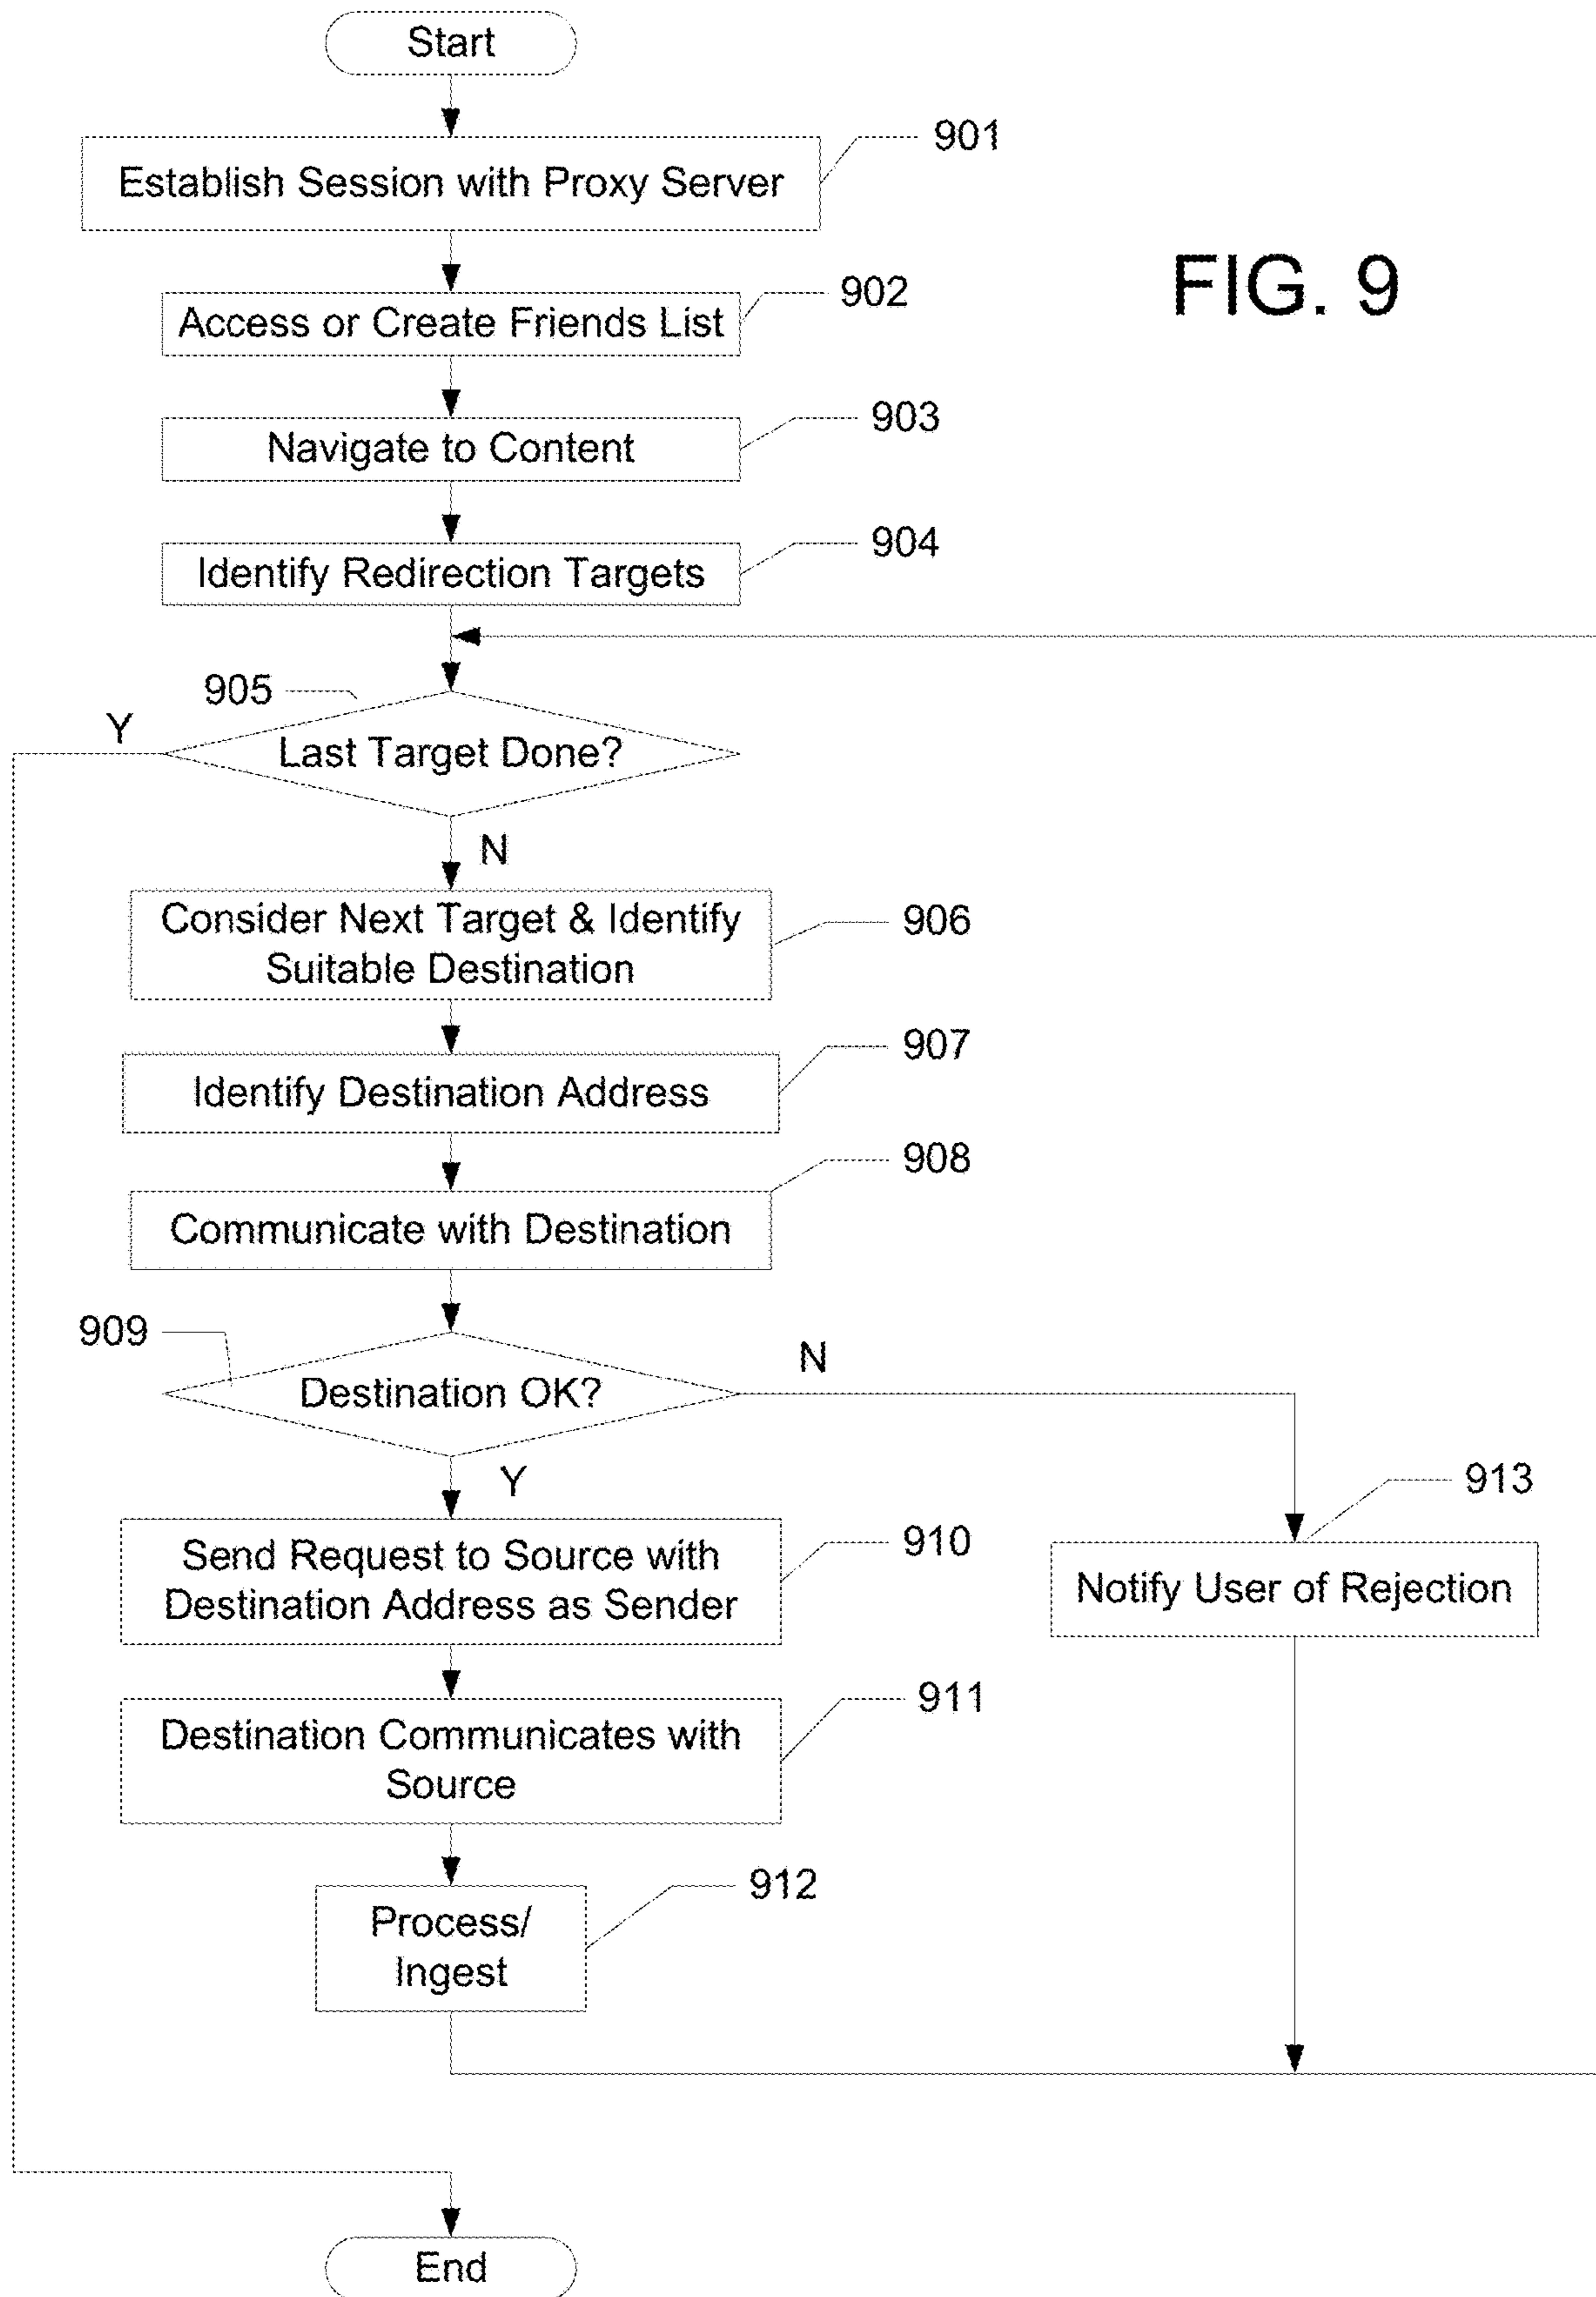 Start
901
Establish Session with Proxy Server
FIG. 9
902
Access or Create Friends List
903
Navigate to Content
904
Identify Redirection Targets
905
Y
Last Target Done?
N
Consider Next Target & Identify
Suitable Destination
906
907
Identify Destination Address
908
Communicate with Destination
909
N
Destination OK?
Y
913
Send Request to Source with
Destination Address as Sender
910
Notify User of Rejection
911
Destination Communicates with
Source
912
Process/
Ingest
End